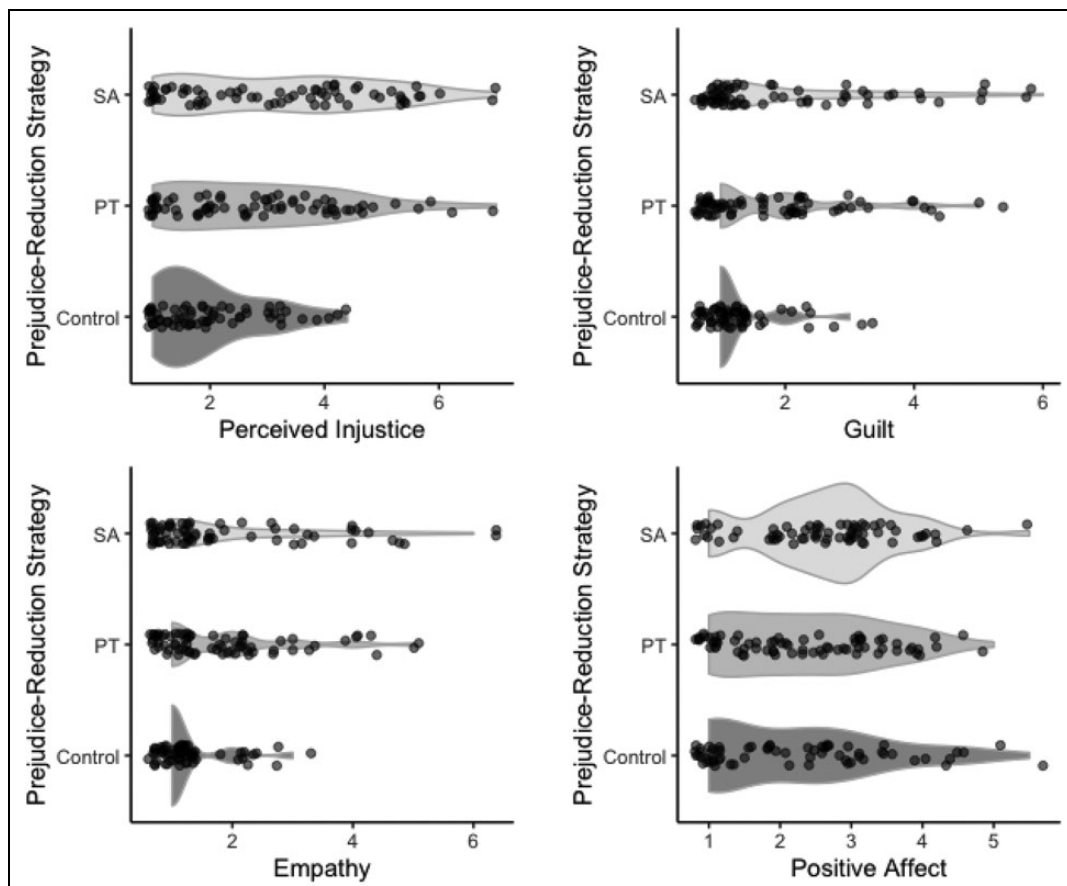 Prejudice-Reduction Strategy
SA
PT
Control
2 4 6
Perceived Injustice
Prejudice-Reduction Strategy
SA
PT
Control
2 4 6
Guilt
Prejudice-Reduction Strategy
SA
PT
Control
2 4 6
Empathy
Prejudice-Reduction Strategy
SA
PT
Control
1 2 3 4 5
Positive Affect